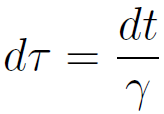 dτ = dt/γ